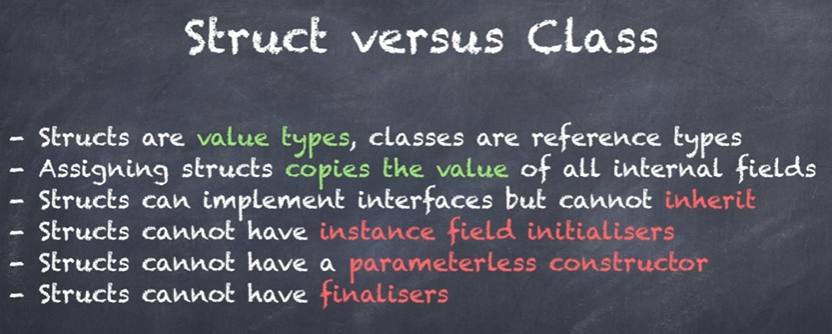 Struct versus Class
- Structs are value types, classes are reference types
- Assigning structs copies the value of all internal fields
- Structs can implement interfaces but cannot inherit
- Structs cannot have instance field initialisers
- Structs cannot have a parameterless constructor
- Structs cannot have finalisers